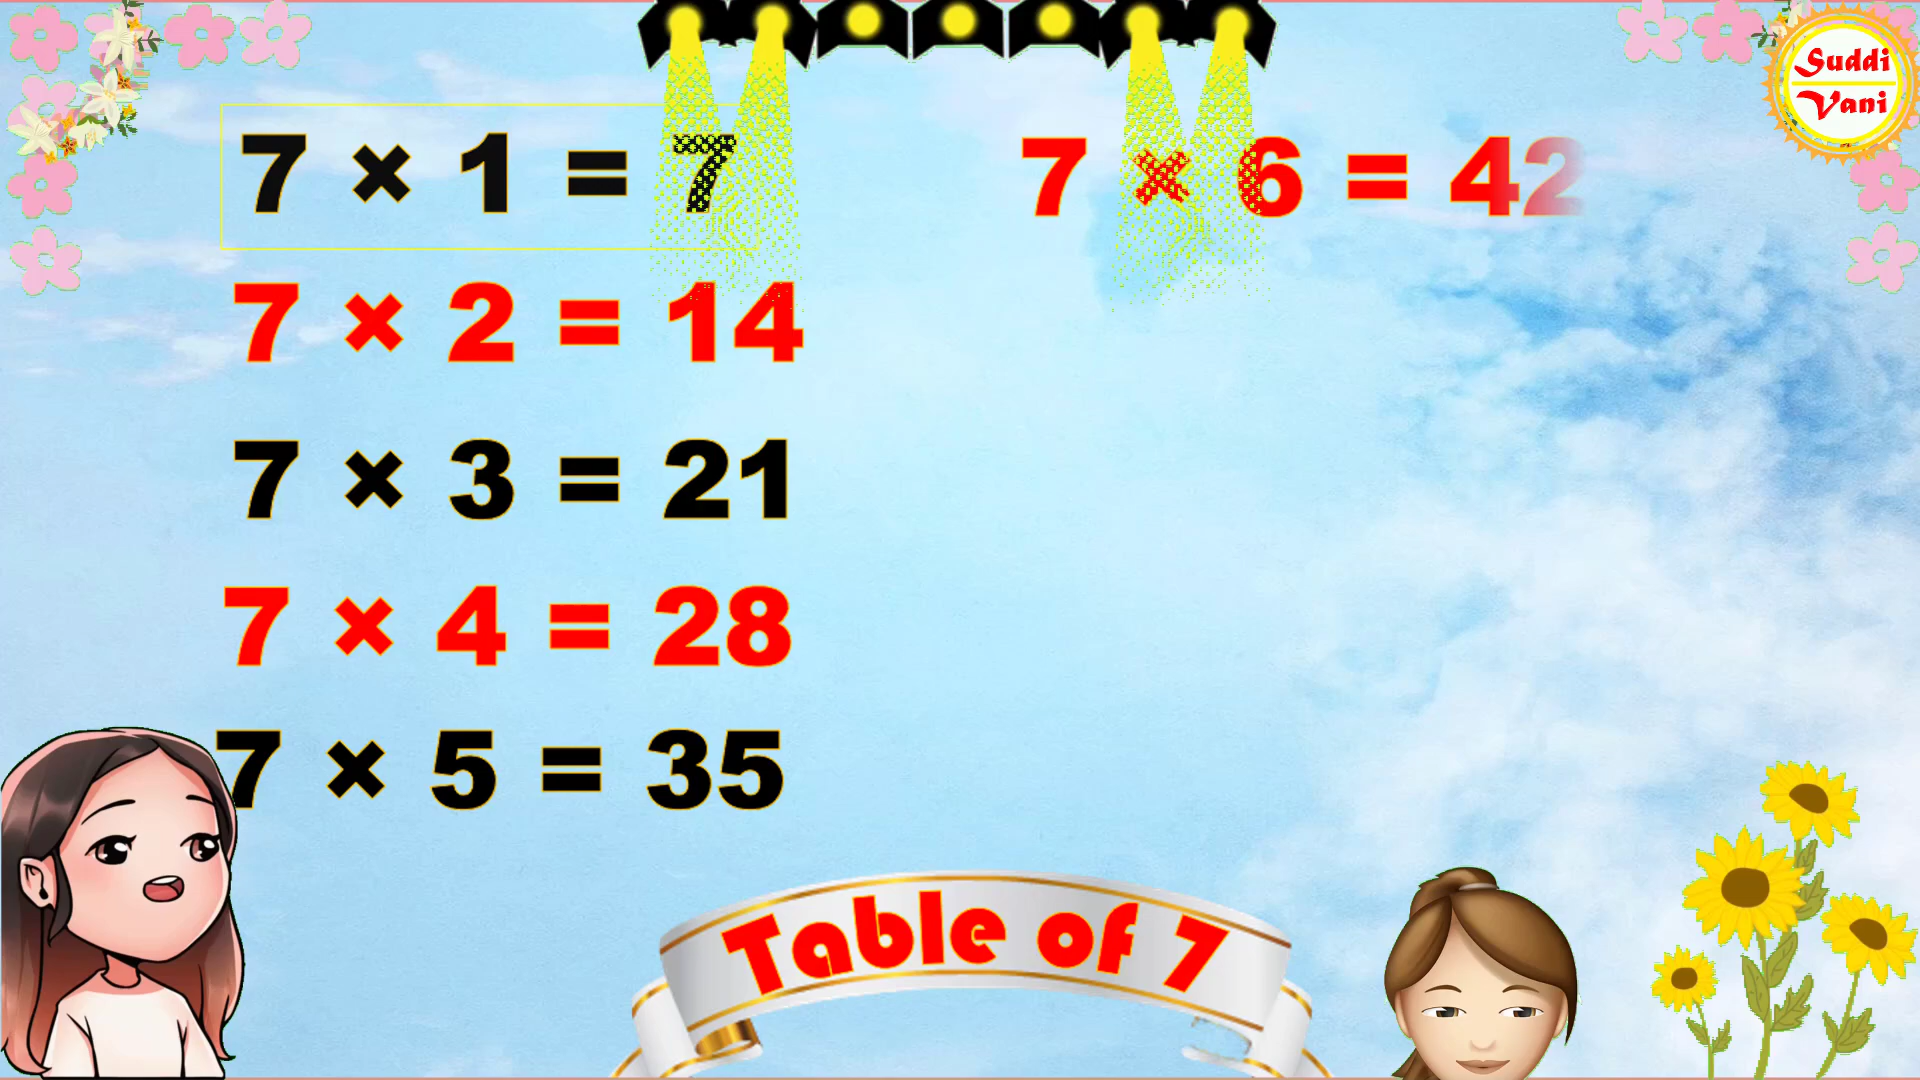 7 × 1 = 7
7 × 2 = 14
7 × 3 = 21
7 × 4 = 28
7 × 5 = 35
7 × 6 = 42
Table of 7
Suddi
Vani